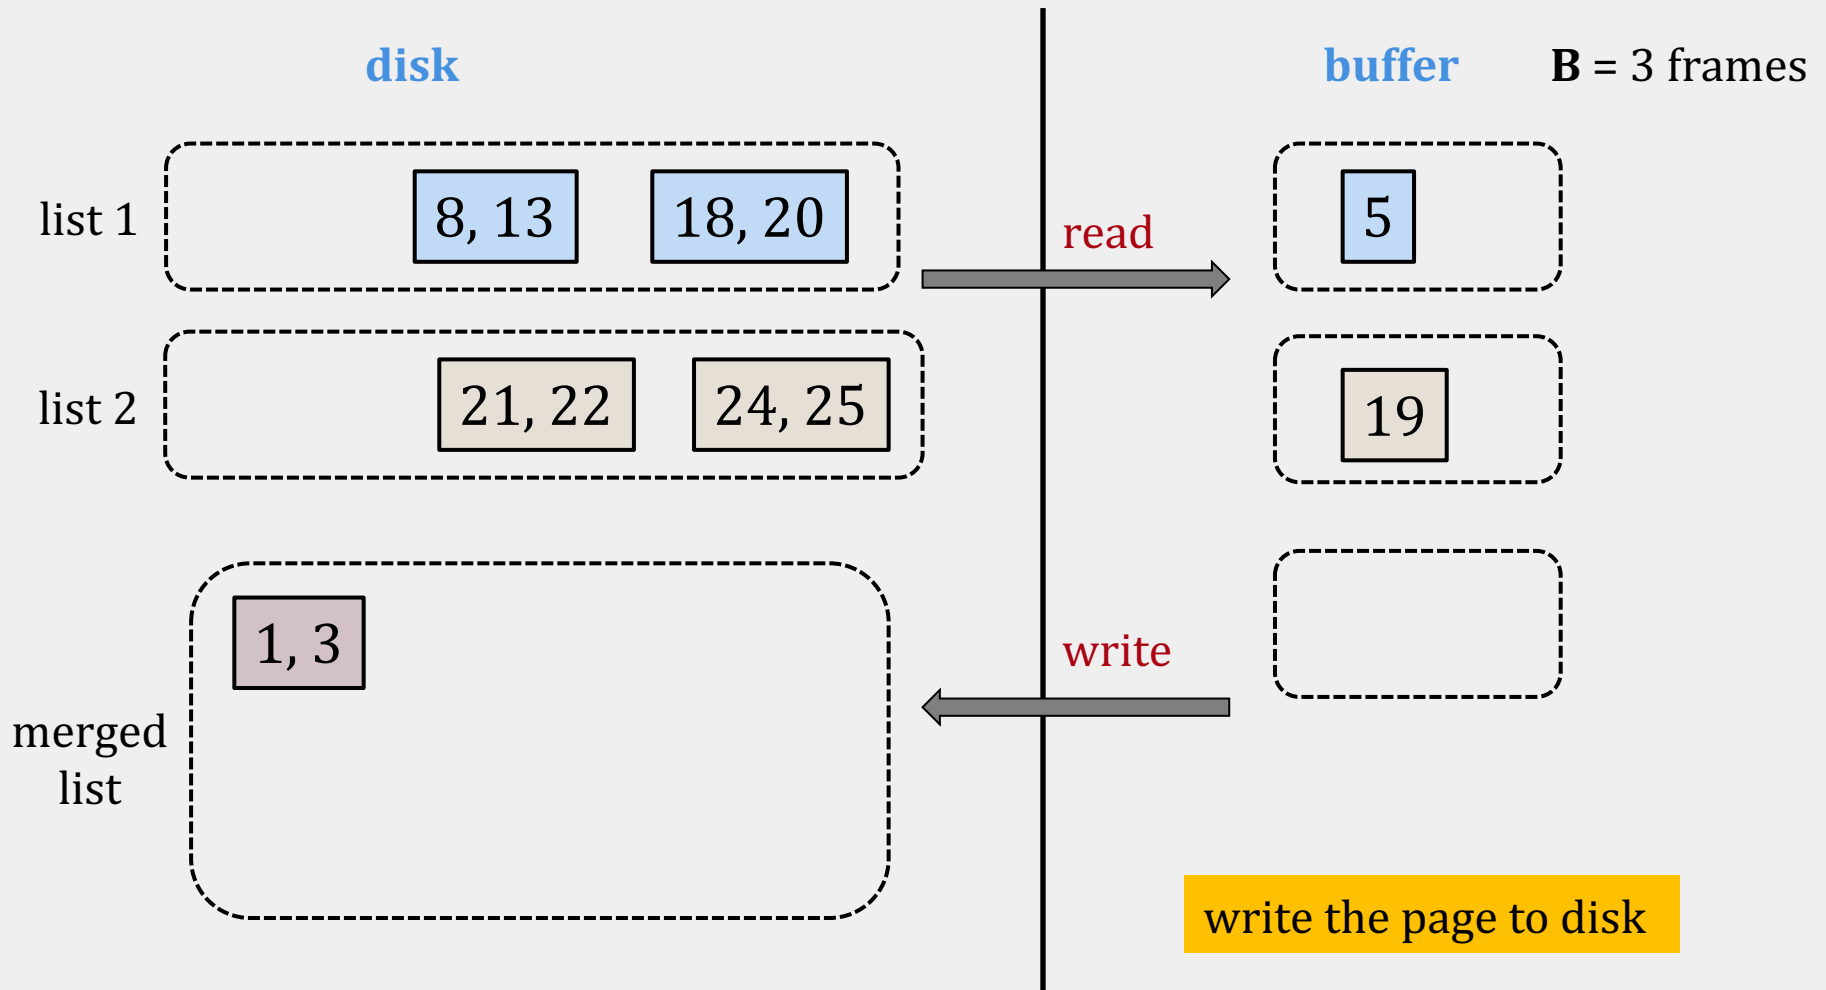 disk
buffer
B = 3 frames
list 1
8, 13
18, 20
read
5
list 2
21, 22
24, 25
19
1, 3
merged
list
write
write the page to disk